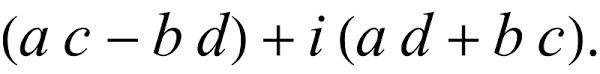 (a c − b d) + i (a d + b c).